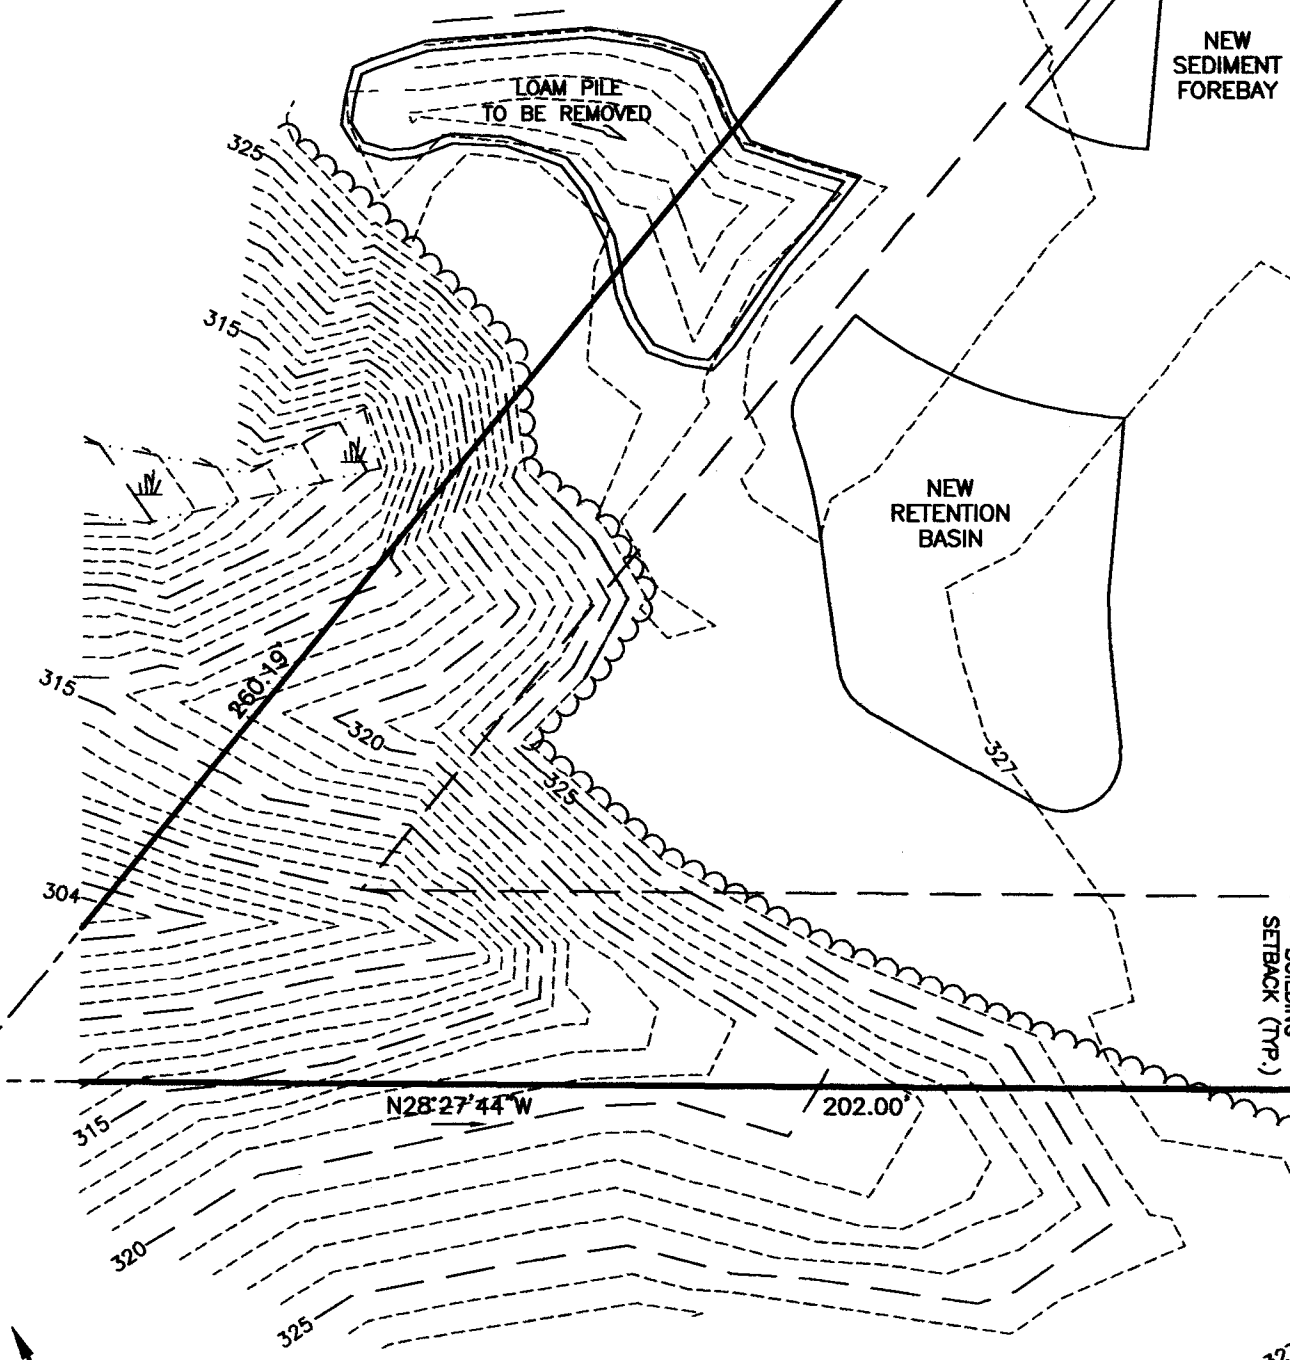 NEW
SEDIMENT
FOREBAY
LOAM PILE
TO BE REMOVED
325
315
NEW
RETENTION
BASIN
260.19'
315
320
327
325
304
SETBACK (TYP.)
N28°27'44"W
202.00'
315
320
325